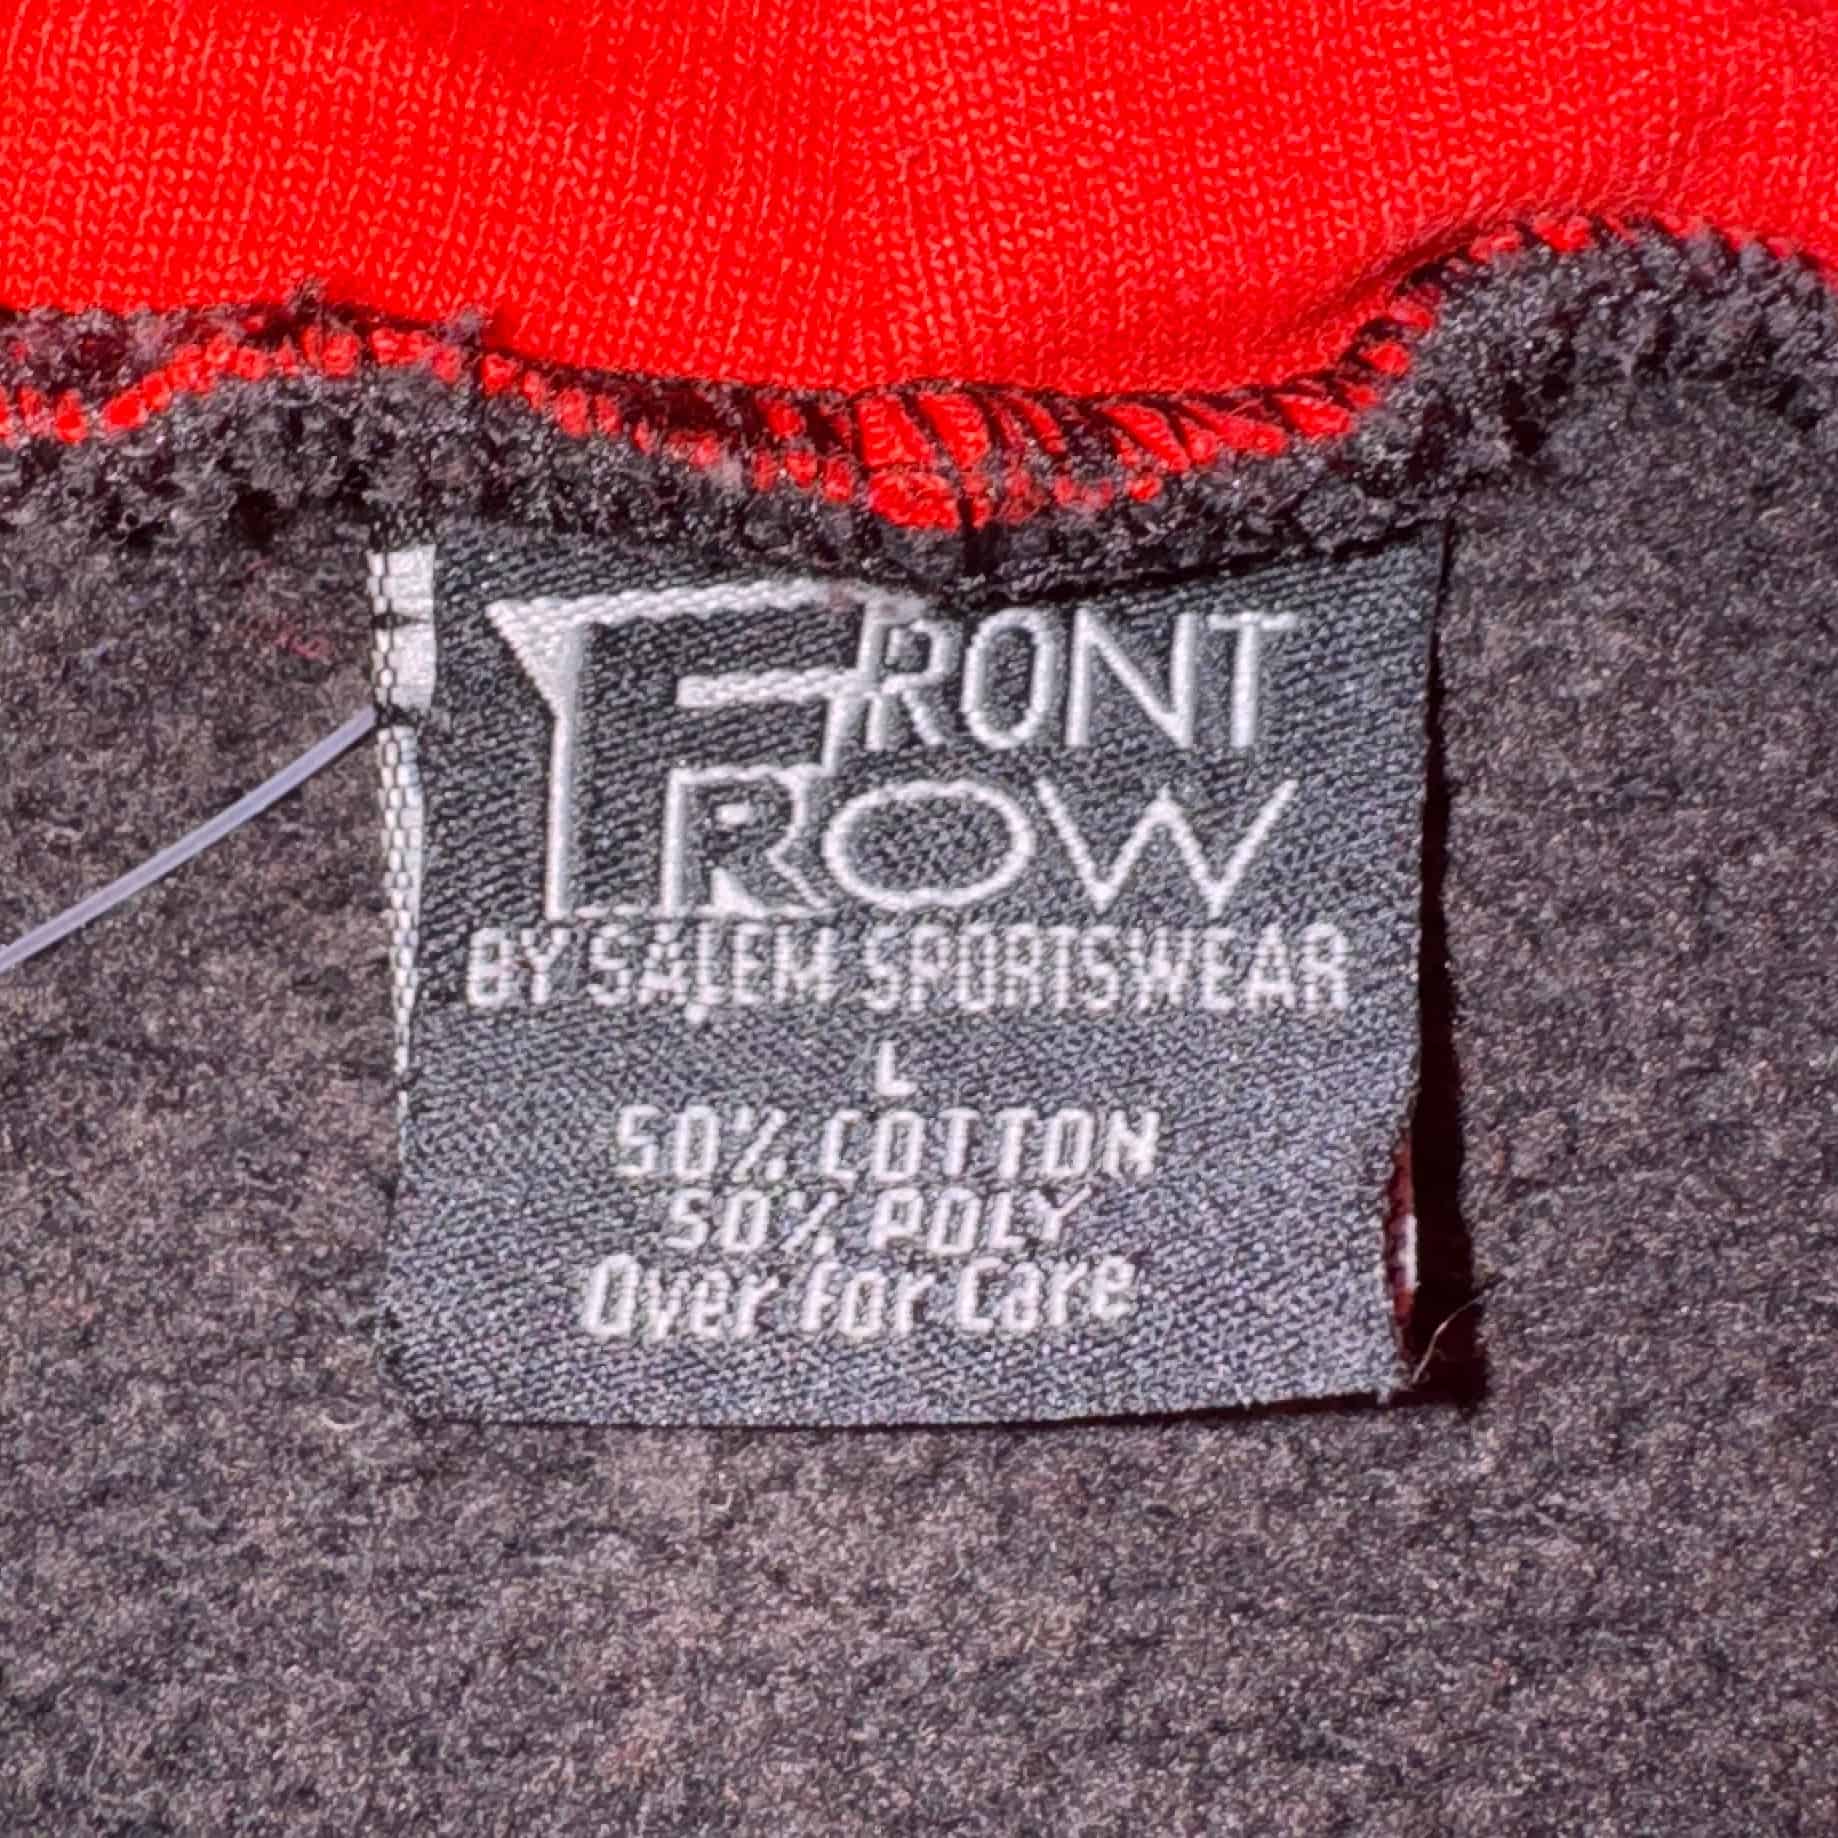 FRONT
ROW
BY SALEM SPORTSWEAR
L
50% COTTON
50% POLY
Over for Care